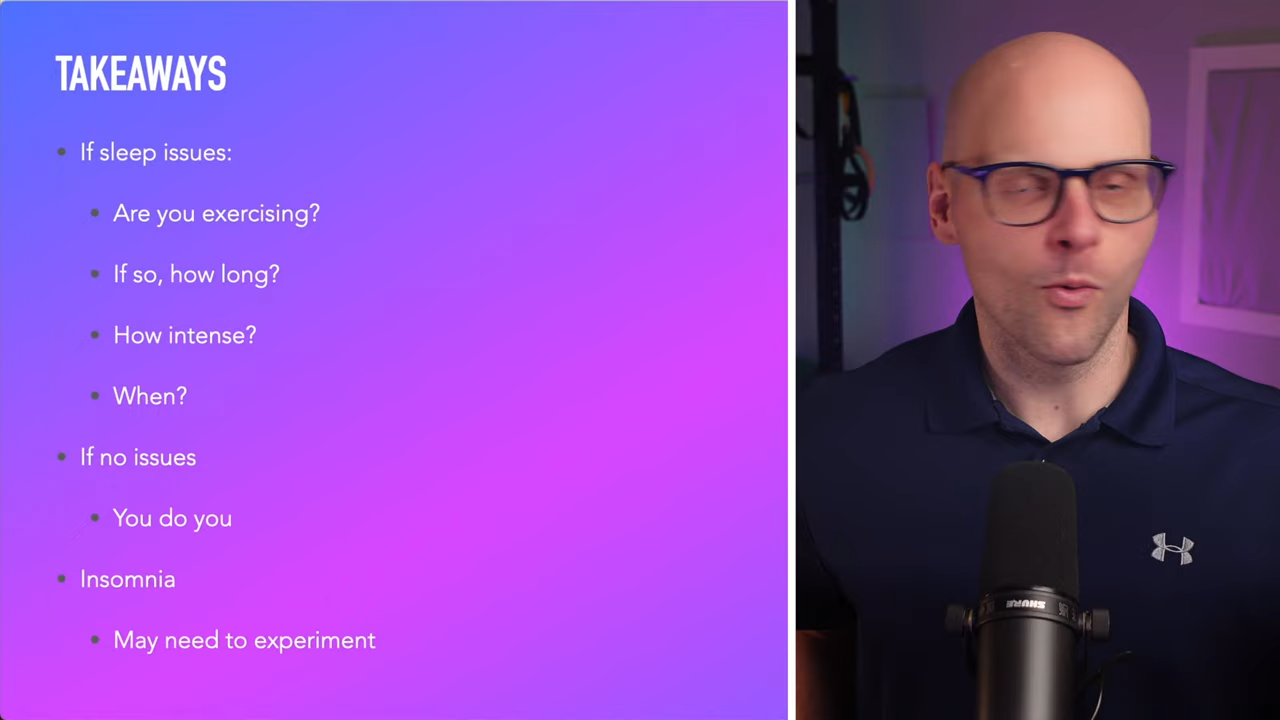 TAKEAWAYS
If sleep issues:
Are you exercising?
If so, how long?
How intense?
When?
If no issues
You do you
Insomnia
May need to experiment
SHURE